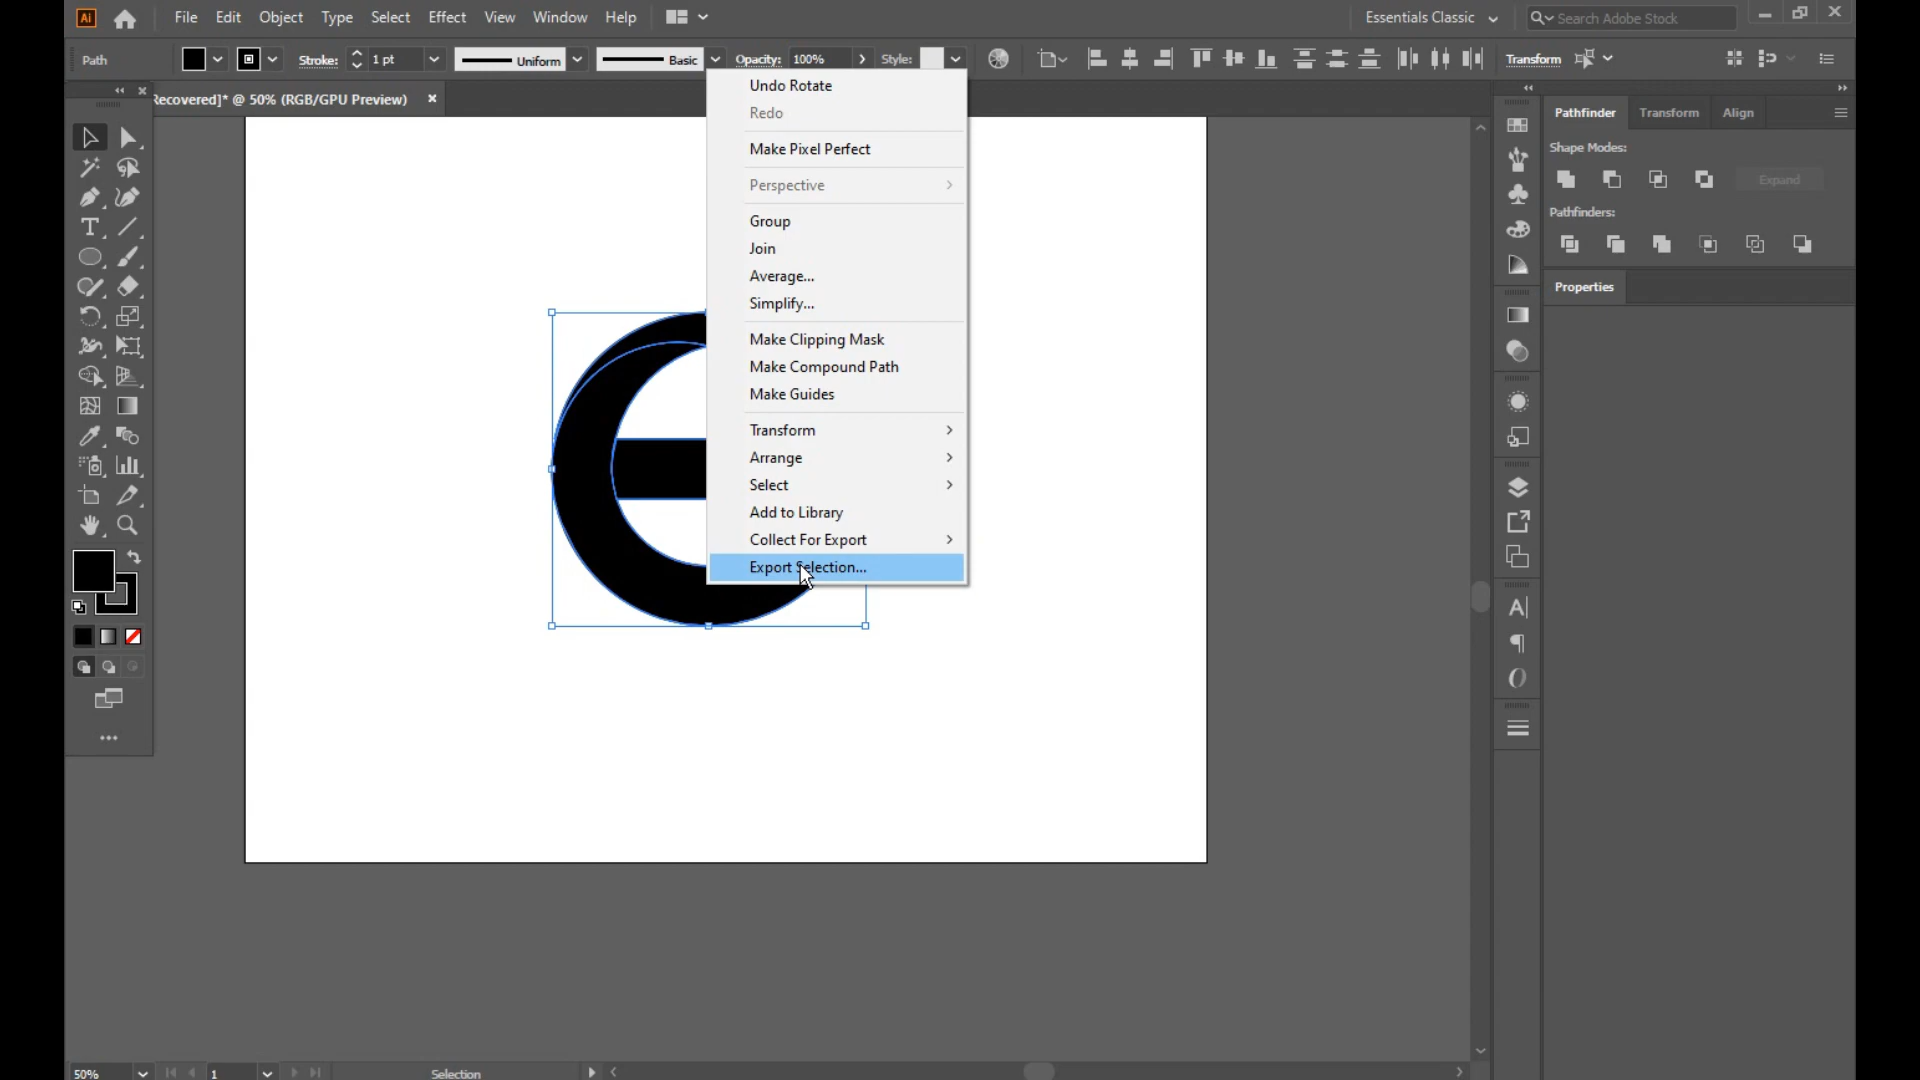 File Edit Object Type Select Effect View Window Help Essentials Classic Search Adobe Stock
Path Stroke: 1 pt Uniform Basic Opacity: 100% Style: Transform
Recovered]* @ 50% (RGB/GPU Preview)
Undo Rotate
Redo
Make Pixel Perfect
Perspective
Group
Join
Average...
Simplify...
Make Clipping Mask
Make Compound Path
Make Guides
Transform
Arrange
Select
Add to Library
Collect For Export
Export Selection...
Pathfinder Transform Align
Shape Modes:
Expand
Pathfinders:
Properties
50% 1 Selection